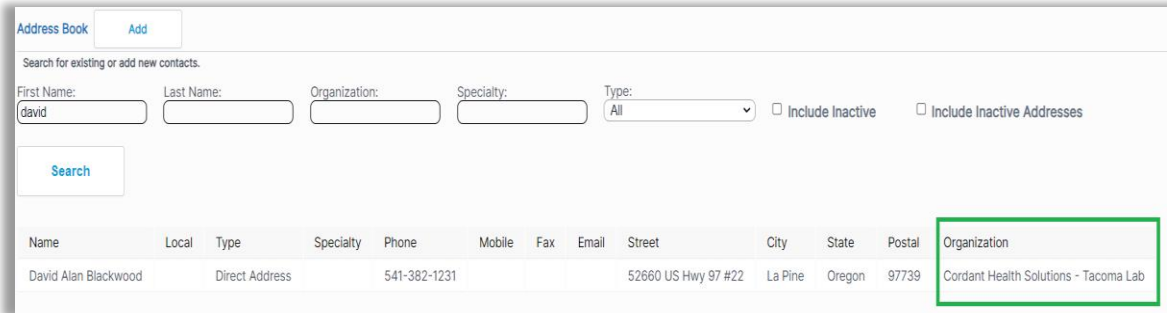 Address Book Add
Search for existing or add new contacts.
First Name: Last Name: Organization: Specialty: Type:
david All Include Inactive Include Inactive Addresses
Search
Name Local Type Specialty Phone Mobile Fax Email Street City State Postal Organization
David Alan Blackwood Direct Address 541-382-1231 52660 US Hwy 97 #22 La Pine Oregon 97739 Cordant Health Solutions - Tacoma Lab